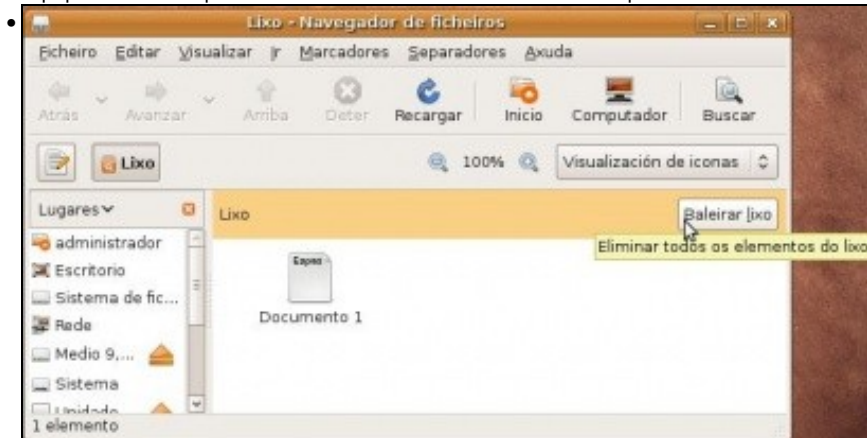 Lixo - Navegador de ficheiros
Ficheiro Editar Visualizar Ir Marcadores Separadores Axuda
Atrás Avanzar Arriba Deter Recargar Inicio Computador Buscar
Lixo 100% Visualización de iconas
Lugares Lixo Baleirar lixo
Eliminar todos os elementos do lixo
administrador
Escritorio
Sistema de fic...
Rede
Medio 9,...
Sistema
Unidade
Documento 1
1 elemento